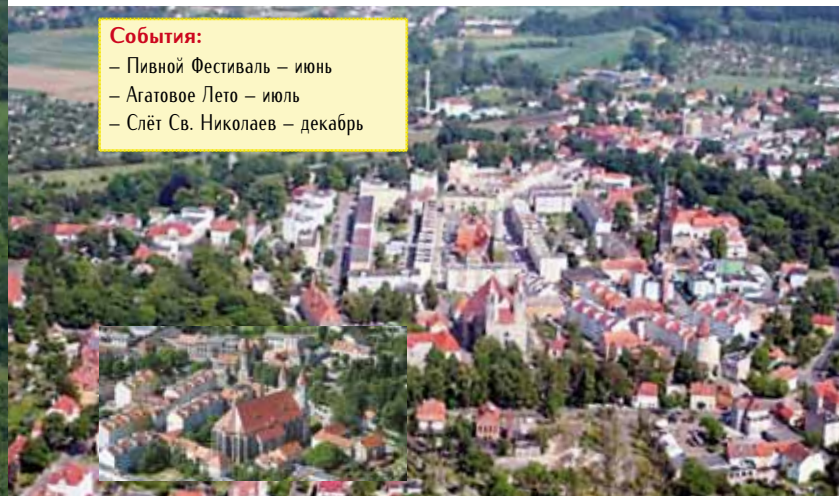 События:
– Пивной Фестиваль – июнь
– Агатовое Лето – июль
– Слёт Св. Николаев – декабрь